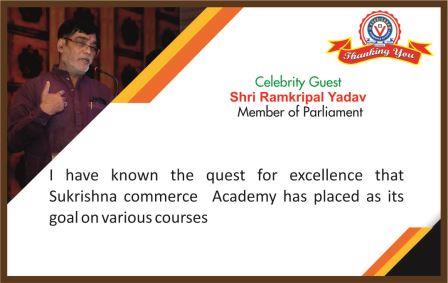 Thanking You
Celebrity Guest
Shri Ramkripal Yadav
Member of Parliament
I have known the quest for excellence that
Sukrishna commerce Academy has placed as its
goal on various courses